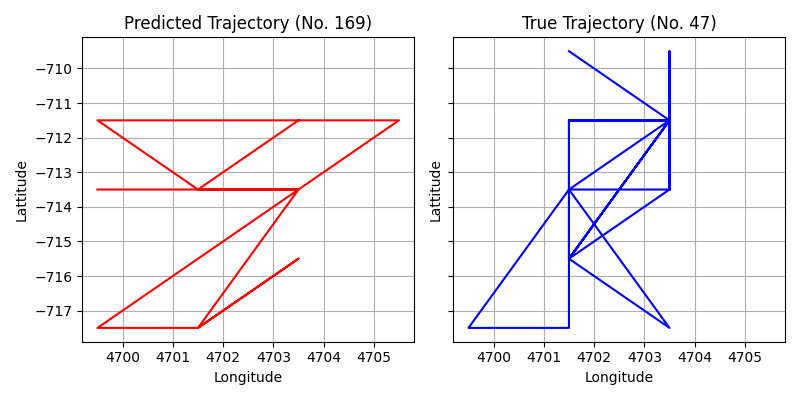 Predicted Trajectory (No. 169)
True Trajectory (No. 47)
−710
−711
−712
−713
−714
−715
−716
−717
Lattitude
Lattitude
4700 4701 4702 4703 4704 4705
4700 4701 4702 4703 4704 4705
Longitude
Longitude